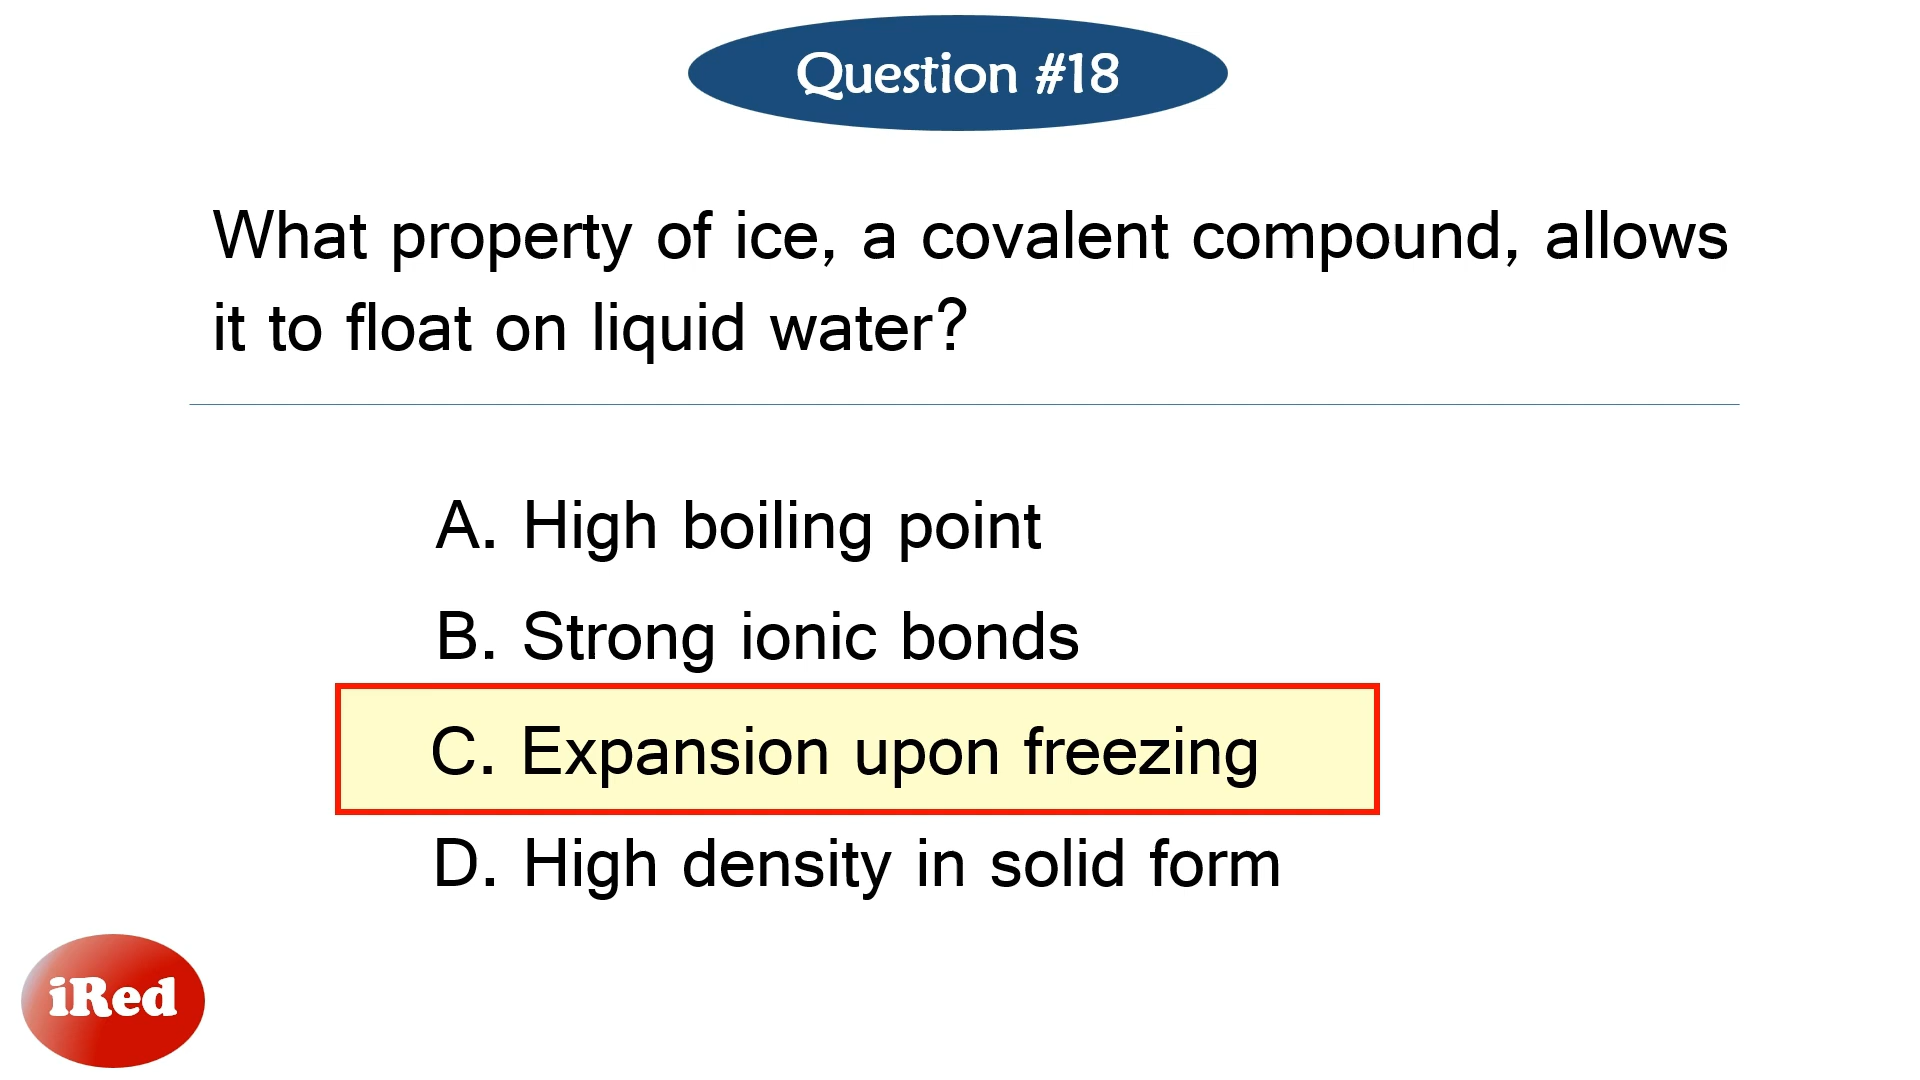 Question #18
What property of ice, a covalent compound, allows
it to float on liquid water?
A. High boiling point
B. Strong ionic bonds
C. Expansion upon freezing
D. High density in solid form
iRed